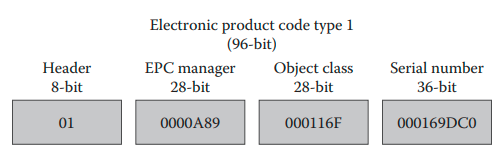 Electronic product code type 1
(96-bit)
Header EPC manager Object class Serial number
8-bit 28-bit 28-bit 36-bit
01 0000A89 000116F 000169DC0